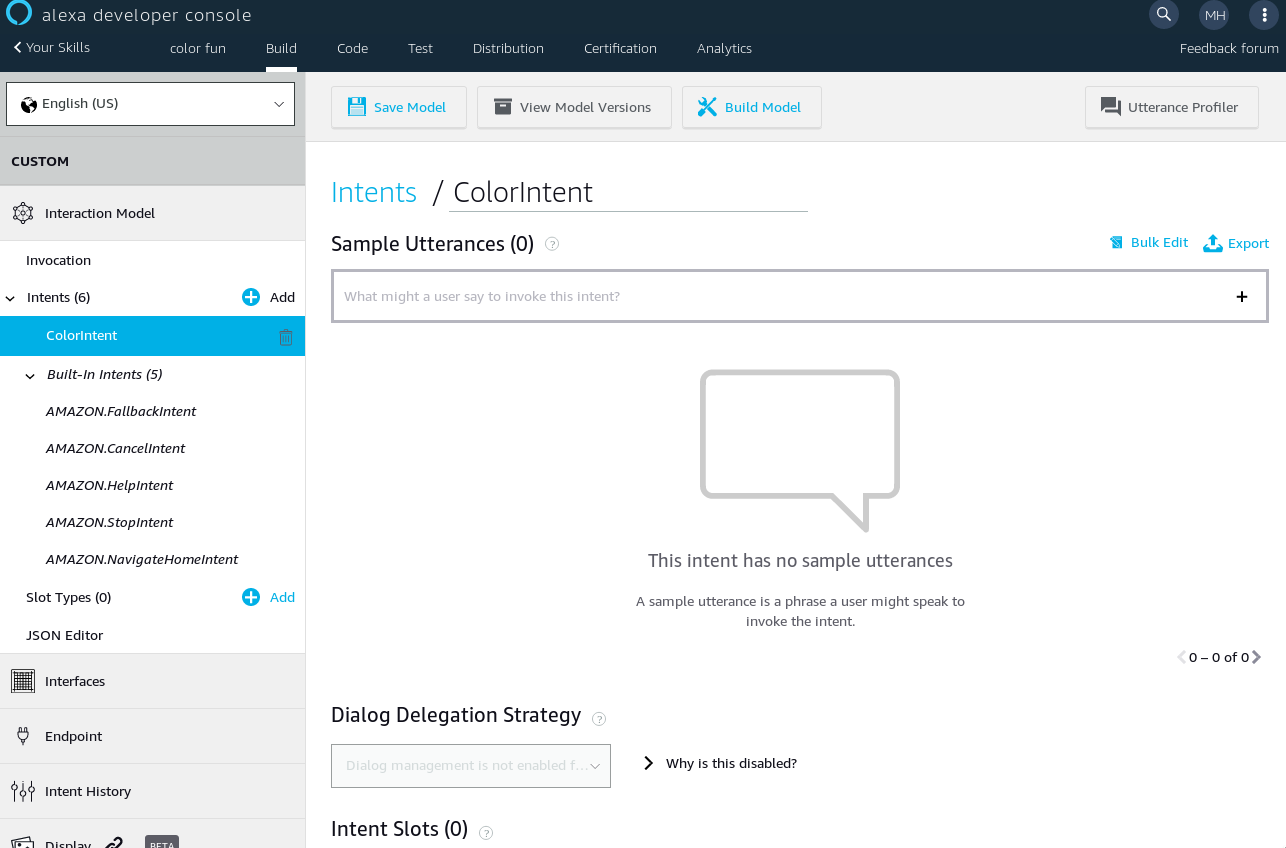 alexa developer console
MH
Your Skills
color fun
Build
Code
Test
Distribution
Certification
Analytics
Feedback forum
English (US)
CUSTOM
Interaction Model
Invocation
Intents (6)
Add
ColorIntent
Built-In Intents (5)
AMAZON.FallbackIntent
AMAZON.CancelIntent
AMAZON.HelpIntent
AMAZON.StopIntent
AMAZON.NavigateHomeIntent
Slot Types (0)
Add
JSON Editor
Interfaces
Endpoint
Intent History
Display
BETA
Save Model
View Model Versions
Build Model
Utterance Profiler
Intents / ColorIntent
Sample Utterances (0) ?
Bulk Edit
Export
What might a user say to invoke this intent?
This intent has no sample utterances
A sample utterance is a phrase a user might speak to
invoke the intent.
0 – 0 of 0
Dialog Delegation Strategy ?
Dialog management is not enabled f...
Why is this disabled?
Intent Slots (0) ?